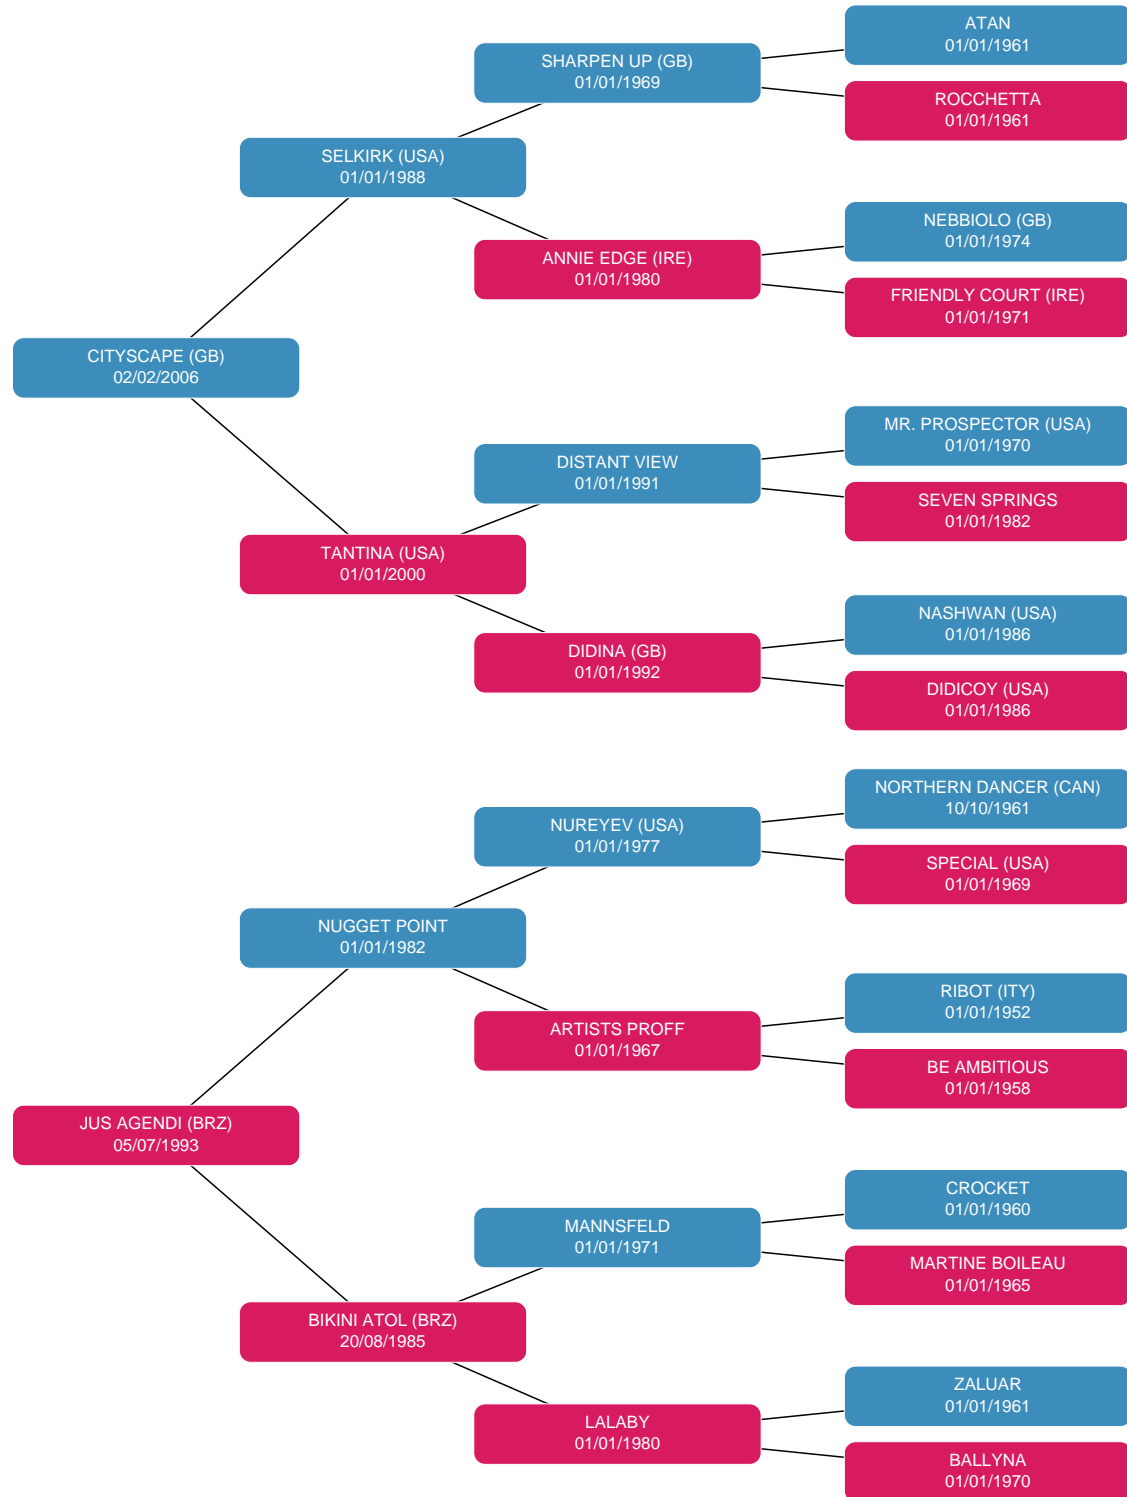 ATAN
01/01/1961
SHARPEN UP (GB)
01/01/1969
ROCCHETTA
01/01/1961
SELKIRK (USA)
01/01/1988
NEBBIOLO (GB)
01/01/1974
ANNIE EDGE (IRE)
01/01/1980
FRIENDLY COURT (IRE)
01/01/1971
CITYSCAPE (GB)
02/02/2006
MR. PROSPECTOR (USA)
01/01/1970
DISTANT VIEW
01/01/1991
SEVEN SPRINGS
01/01/1982
TANTINA (USA)
01/01/2000
NASHWAN (USA)
01/01/1986
DIDINA (GB)
01/01/1992
DIDICOY (USA)
01/01/1986
NORTHERN DANCER (CAN)
10/10/1961
NUREYEV (USA)
01/01/1977
SPECIAL (USA)
01/01/1969
NUGGET POINT
01/01/1982
RIBOT (ITY)
01/01/1952
ARTISTS PROFF
01/01/1967
BE AMBITIOUS
01/01/1958
JUS AGENDI (BRZ)
05/07/1993
CROCKET
01/01/1960
MANNSFELD
01/01/1971
MARTINE BOILEAU
01/01/1965
BIKINI ATOL (BRZ)
20/08/1985
ZALUAR
01/01/1961
LALABY
01/01/1980
BALLYNA
01/01/1970